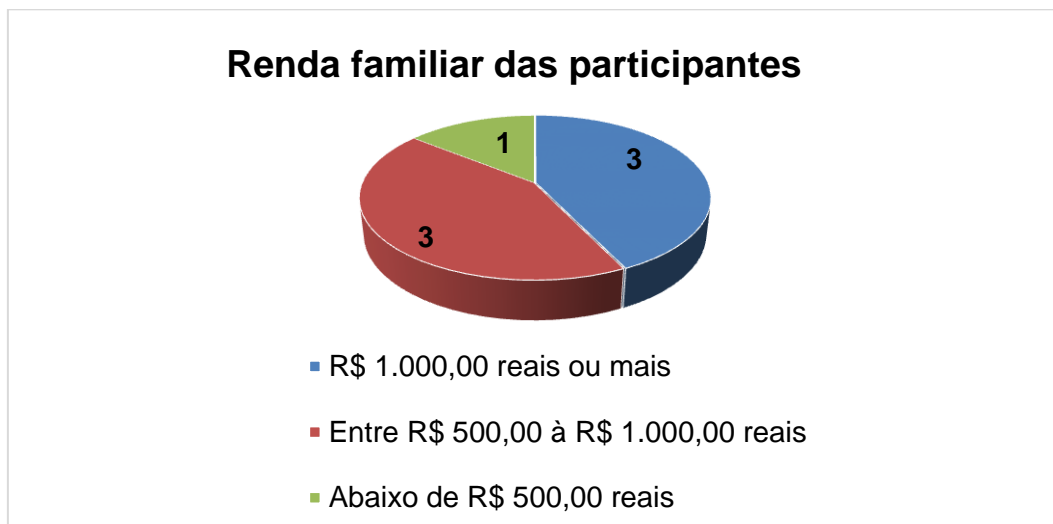 Renda familiar das participantes
1
3
3
R$ 1.000,00 reais ou mais
Entre R$ 500,00 à R$ 1.000,00 reais
Abaixo de R$ 500,00 reais